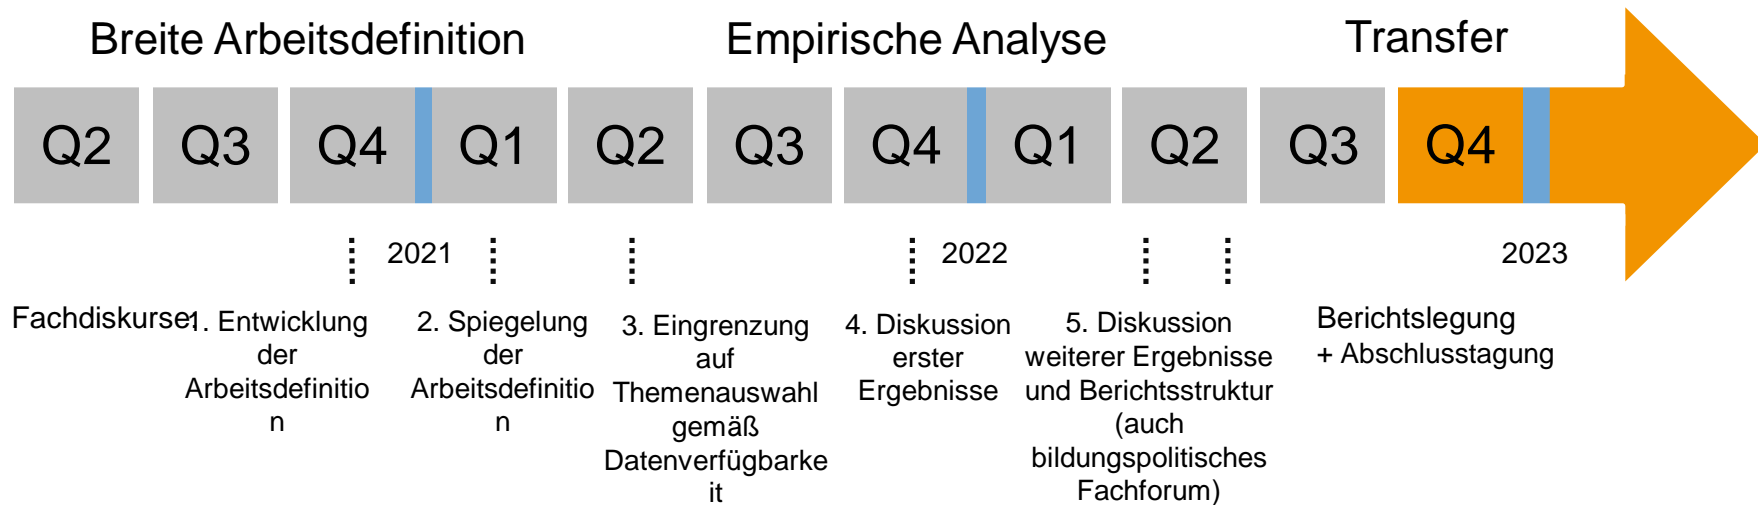 Breite Arbeitsdefinition
Empirische Analyse
Transfer
Q2
Q3
Q4
Q1
Q2
Q3
Q4
Q1
Q2
Q3
Q4
2021
2022
2023
Fachdiskurse:
1. Entwicklung
der
Arbeitsdefinitio
n
2. Spiegelung
der
Arbeitsdefinitio
n
3. Eingrenzung
auf
Themenauswahl
gemäß
Datenverfügbarke
it
4. Diskussion
erster
Ergebnisse
5. Diskussion
weiterer Ergebnisse
und Berichtsstruktur
(auch
bildungspolitisches
Fachforum)
Berichtslegung
+ Abschlusstagung